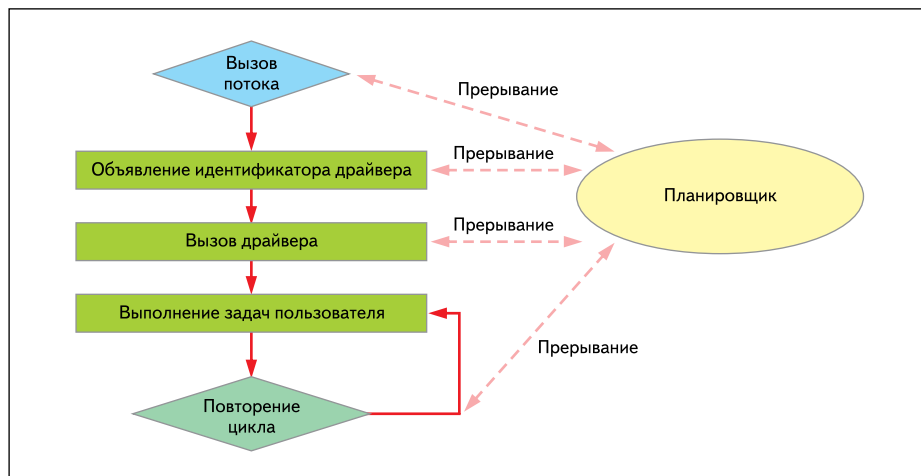 Вызов
потока
Прерывание
Объявление идентификатора драйвера
Прерывание
Планировщик
Вызов драйвера
Прерывание
Выполнение задач пользователя
Прерывание
Повторение
цикла